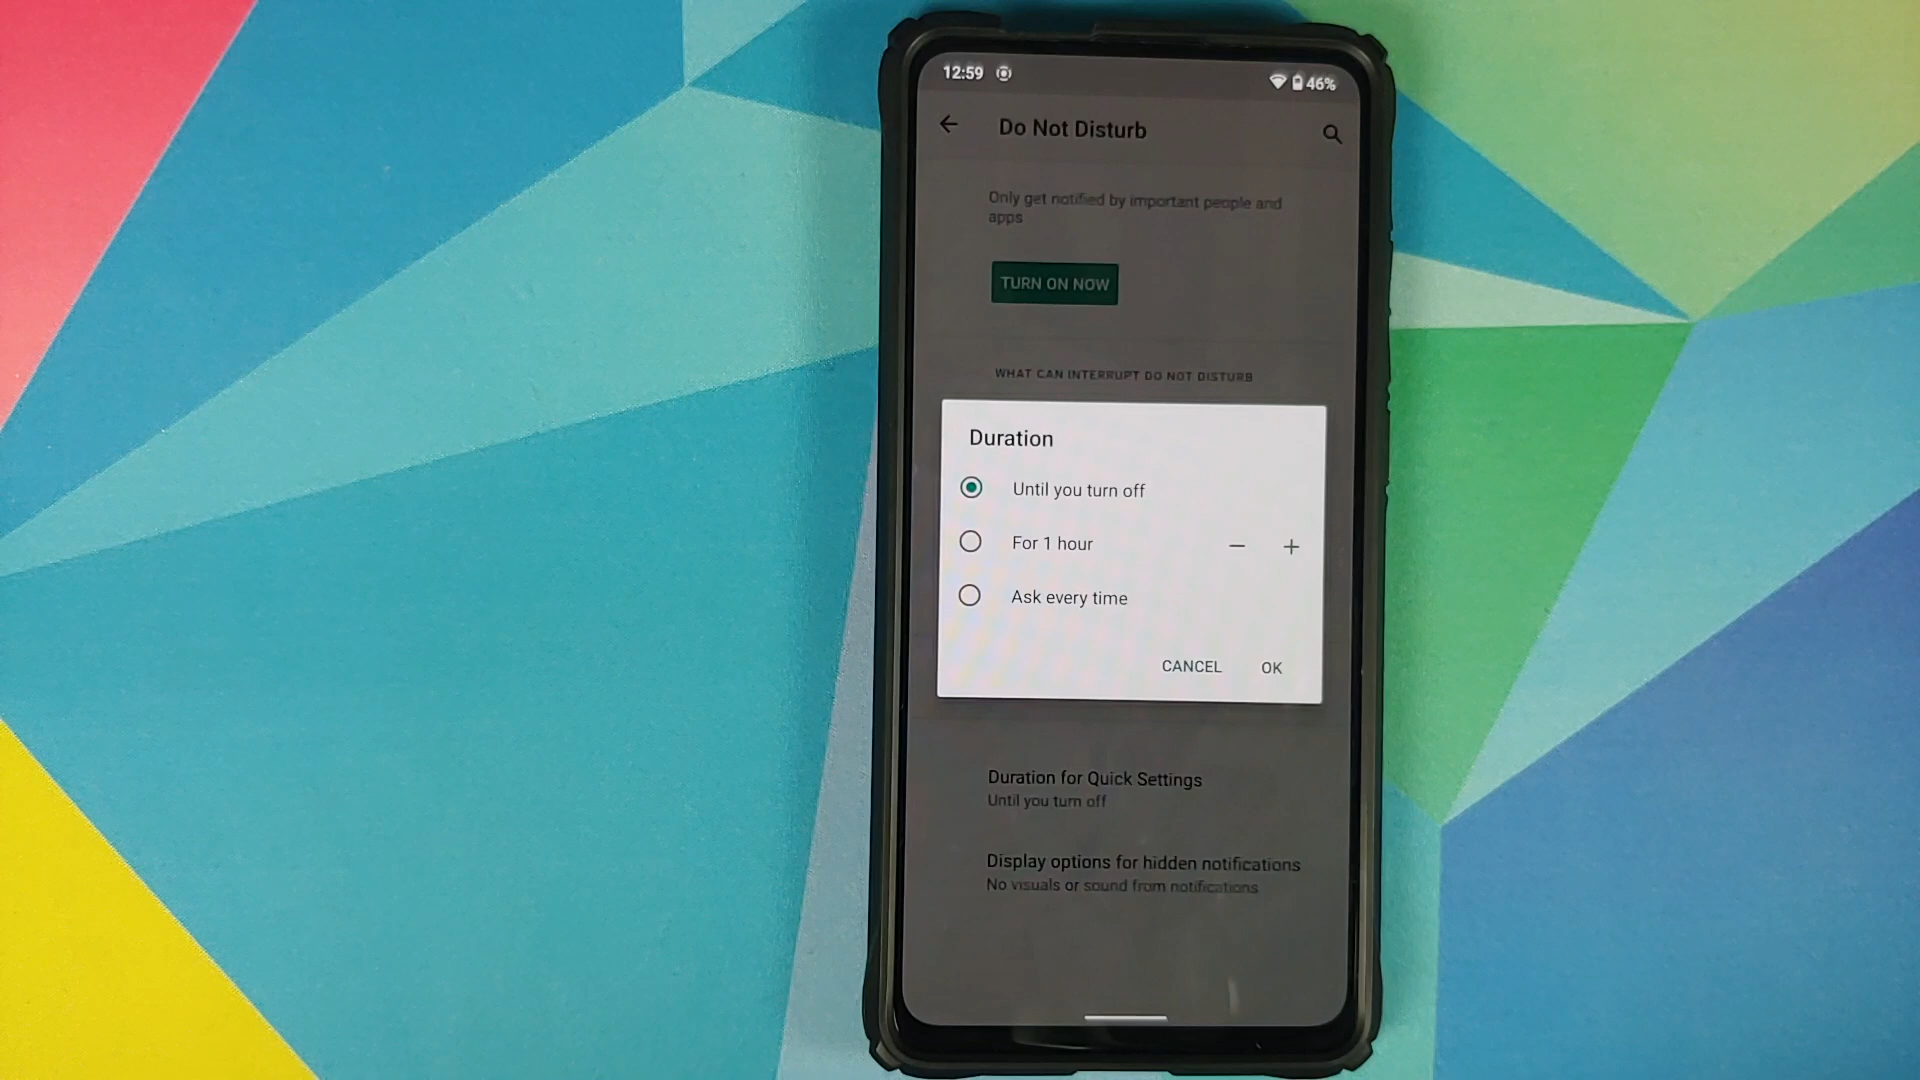 12:59
46%
Do Not Disturb
Only get notified by important people and
apps
TURN ON NOW
WHAT CAN INTERRUPT DO NOT DISTURB
Duration
Until you turn off
For 1 hour
Ask every time
CANCEL OK
Duration for Quick Settings
Until you turn off
Display options for hidden notifications
No visuals or sound from notifications